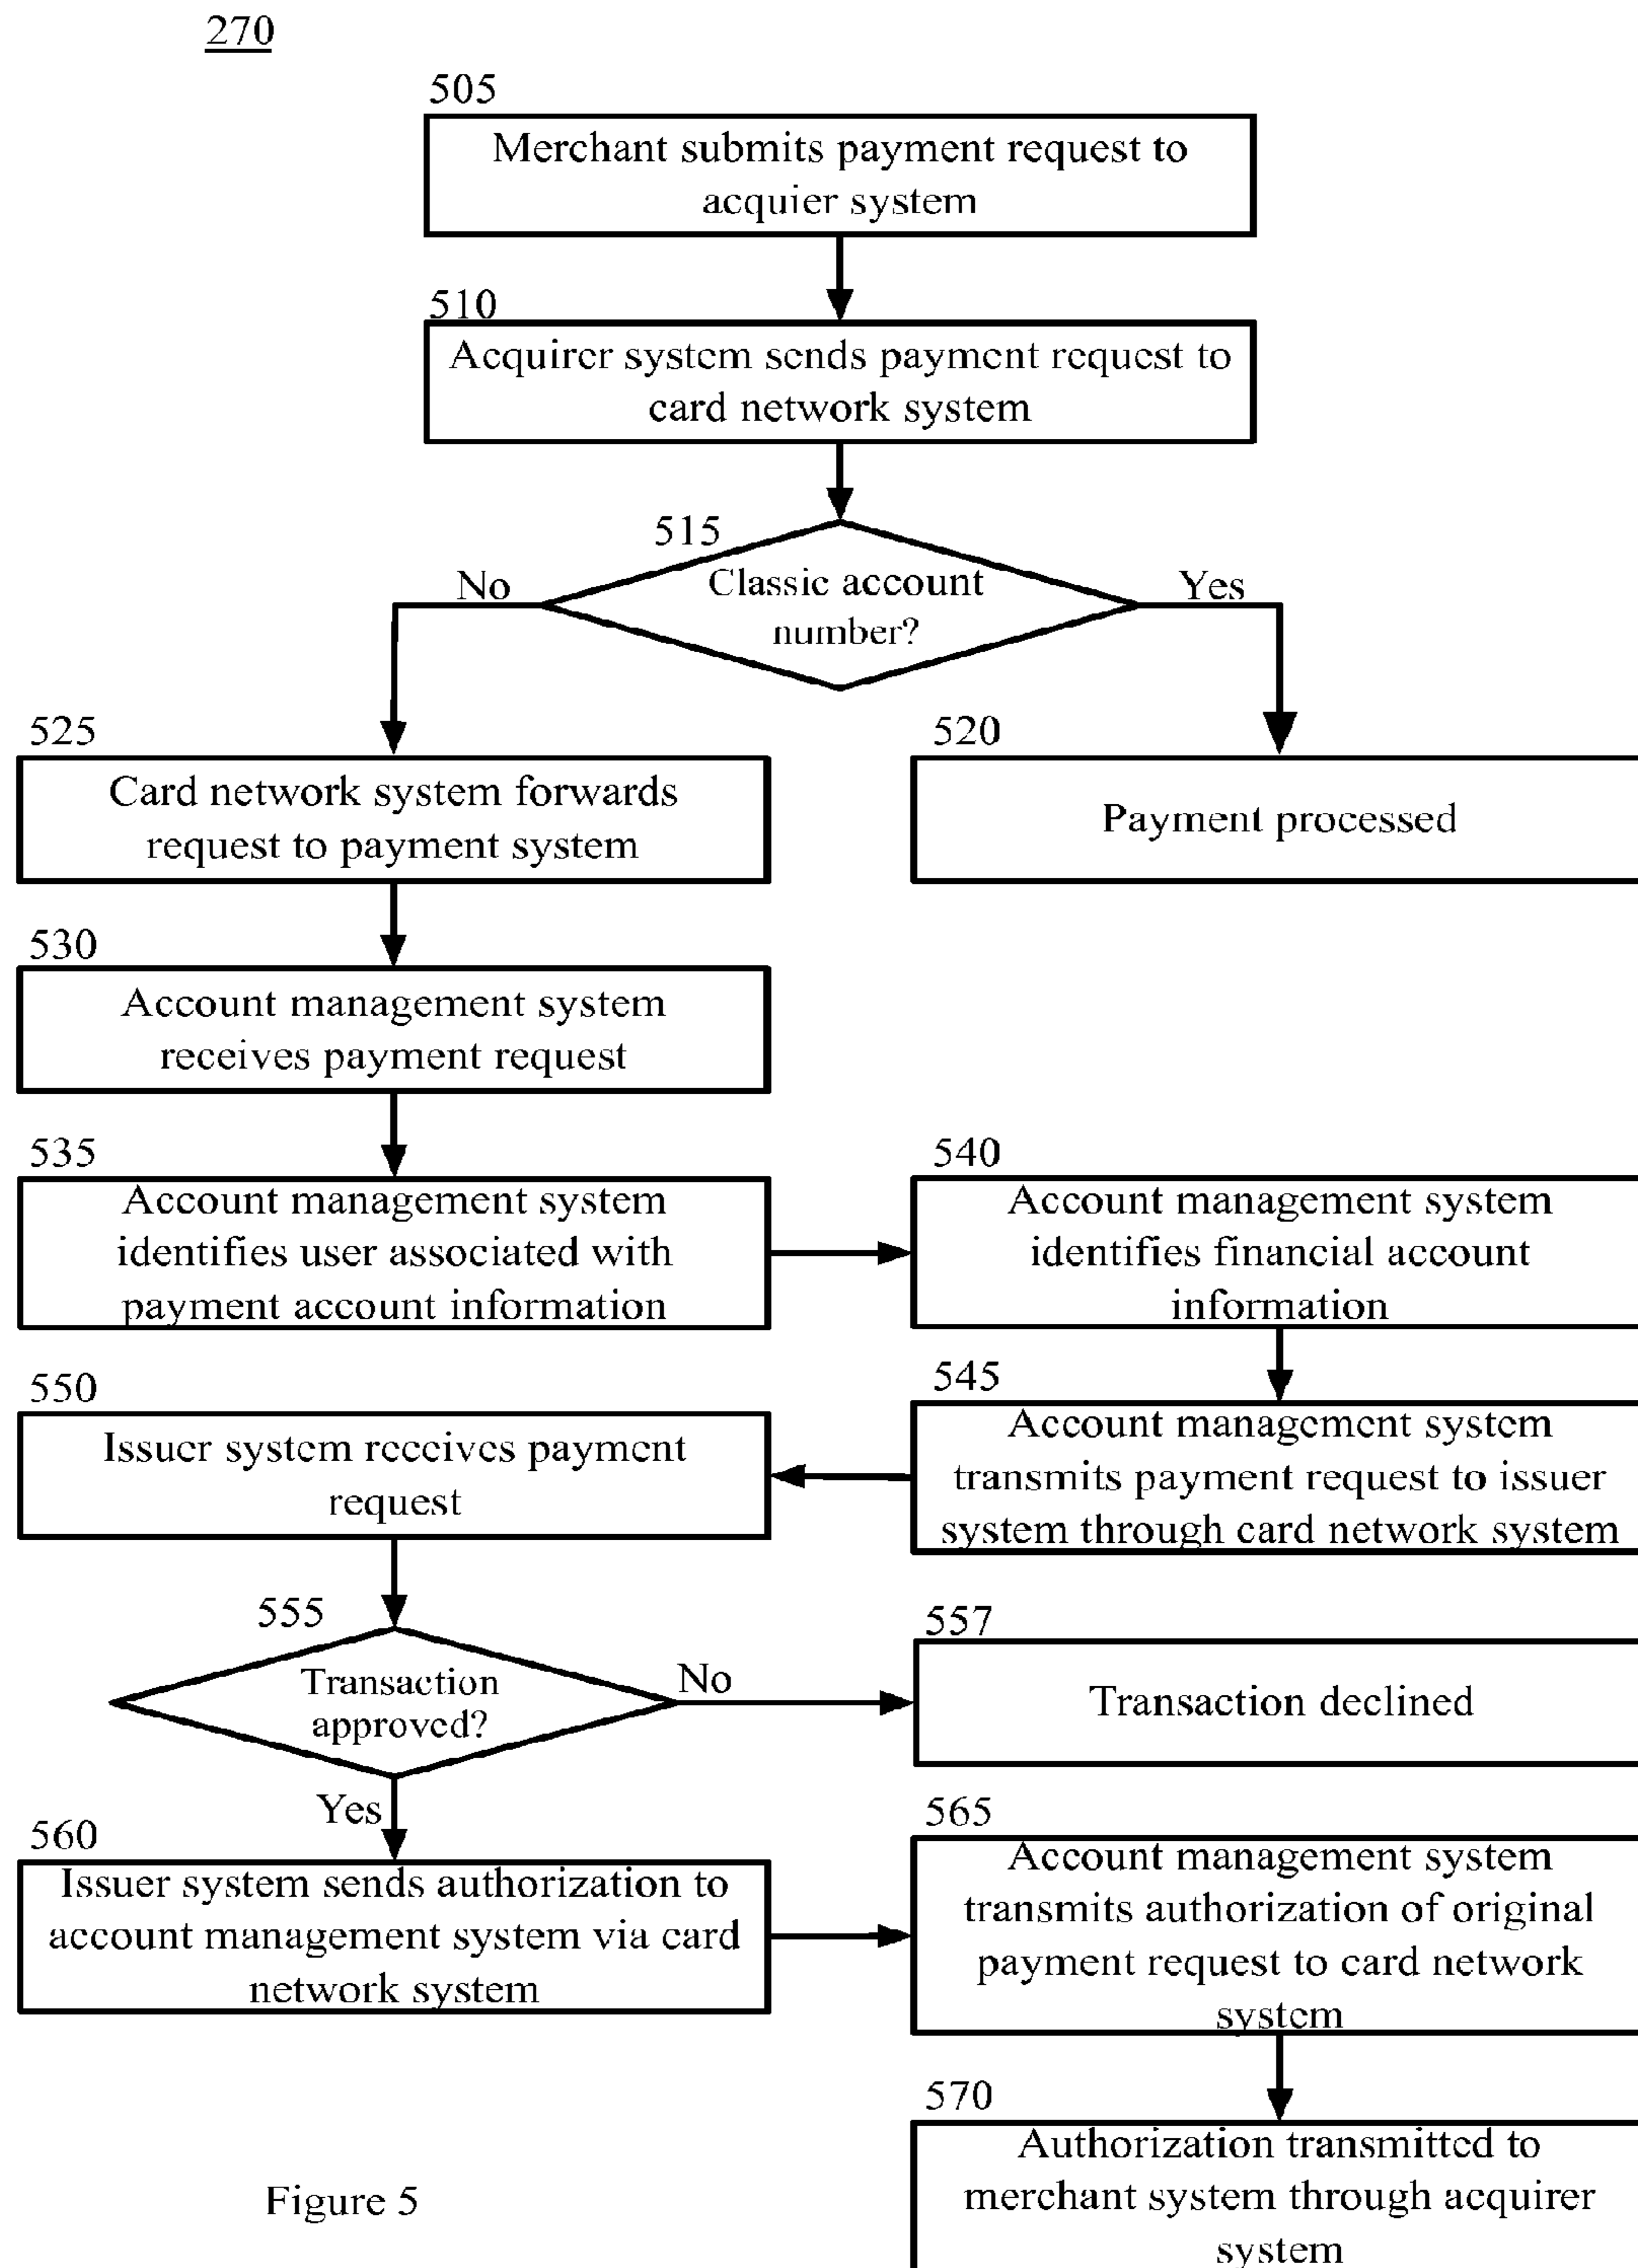 270
505
Merchant submits payment request to
acquier system
510
Acquirer system sends payment request to
card network system
515
Classic account
number?
No
Yes
525
Card network system forwards
request to payment system
520
Payment processed
530
Account management system
receives payment request
535
Account management system
identifies user associated with
payment account information
540
Account management system
identifies financial account
information
545
Account management system
transmits payment request to issuer
system through card network system
550
Issuer system receives payment
request
555
Transaction
approved?
No
557
Transaction declined
Yes
560
Issuer system sends authorization to
account management system via card
network system
565
Account management system
transmits authorization of original
payment request to card network
system
570
Authorization transmitted to
merchant system through acquirer
system
Figure 5